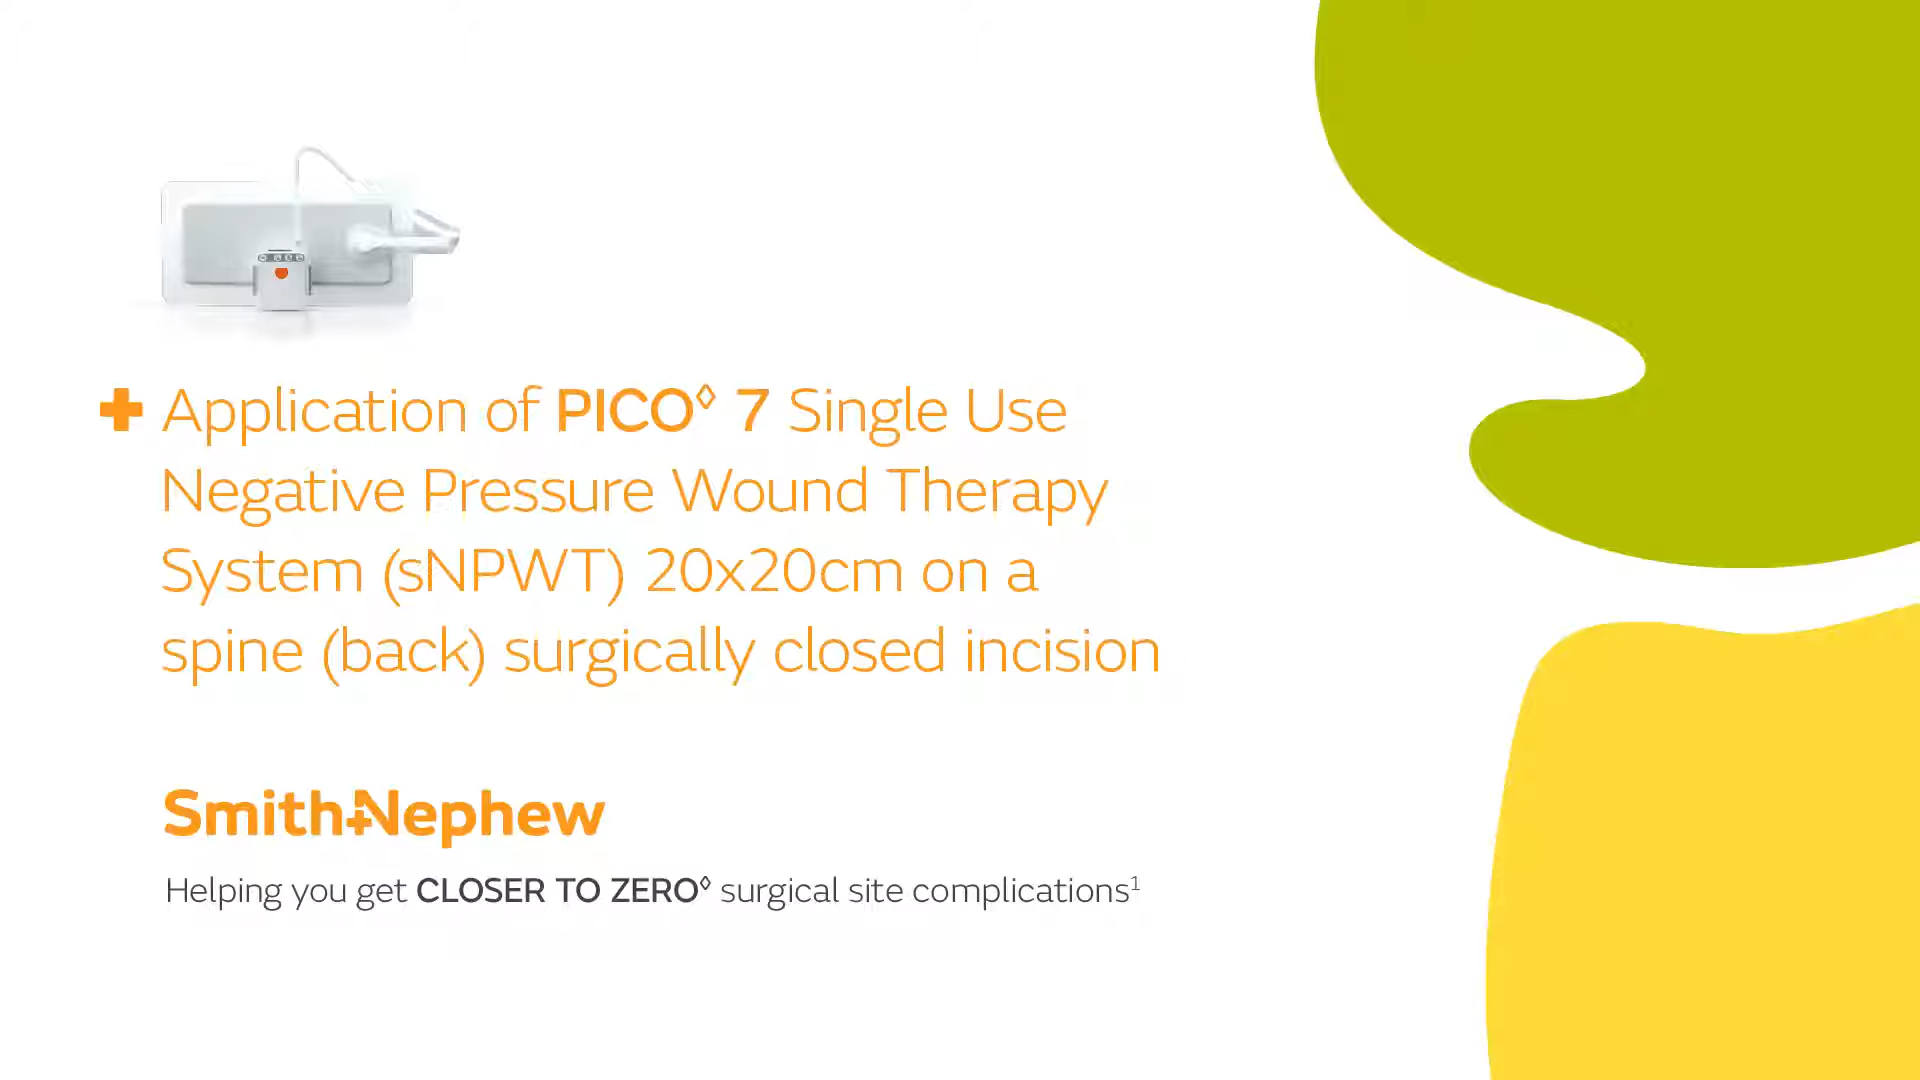 Application of PICO◊ 7 Single Use
Negative Pressure Wound Therapy
System (sNPWT) 20x20cm on a
spine (back) surgically closed incision
Smith+Nephew
Helping you get CLOSER TO ZERO◊ surgical site complications¹